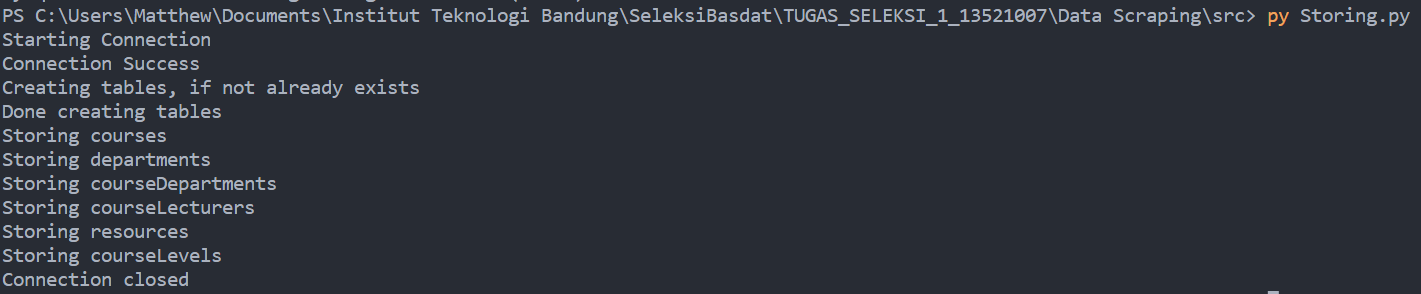 PS C:\Users\Matthew\Documents\Institut Teknologi Bandung\SeleksiBasdat\TUGAS_SELEKSI_1_13521007\Data Scraping\src> py Storing.py
Starting Connection
Connection Success
Creating tables, if not already exists
Done creating tables
Storing courses
Storing departments
Storing courseDepartments
Storing courseLecturers
Storing resources
Storing courseLevels
Connection closed